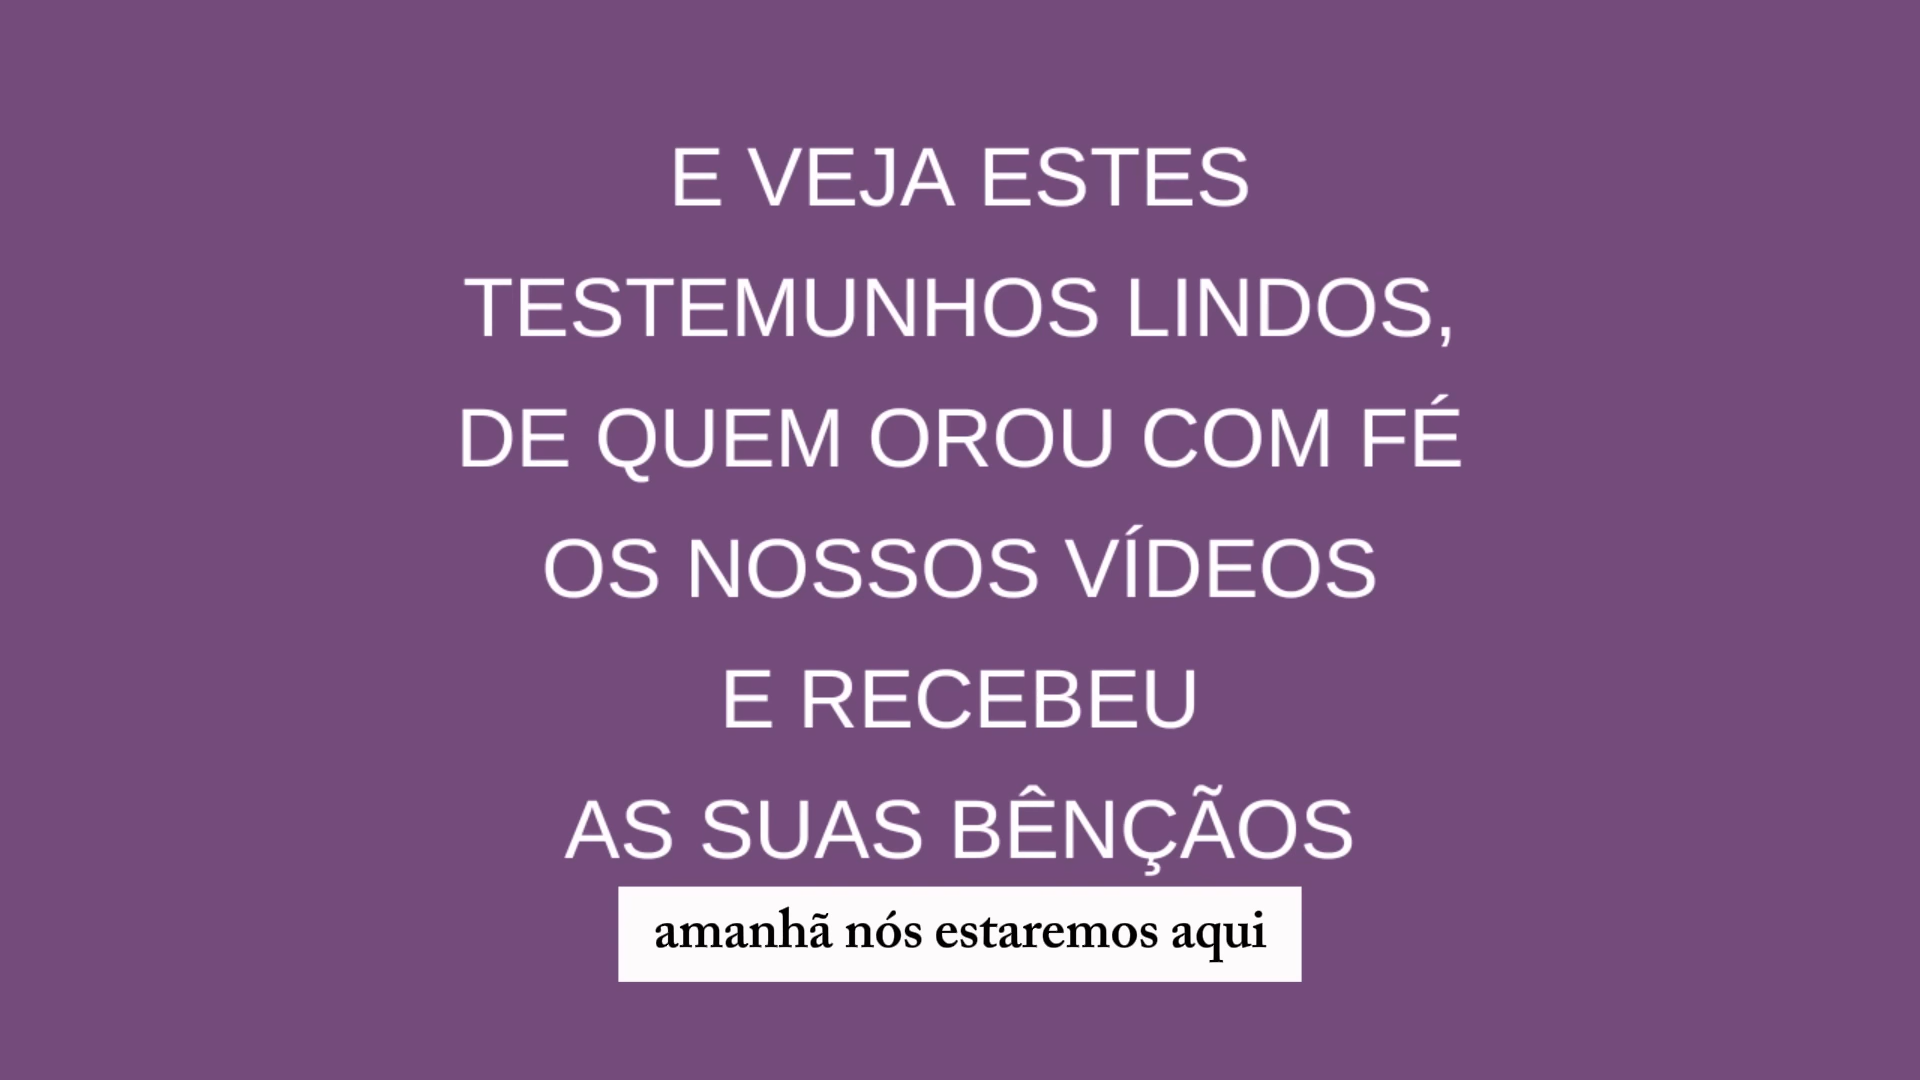 E VEJA ESTES
TESTEMUNHOS LINDOS,
DE QUEM OROU COM FÉ
OS NOSSOS VÍDEOS
E RECEBEU
AS SUAS BÊNÇÃOS
amanhã nós estaremos aqui